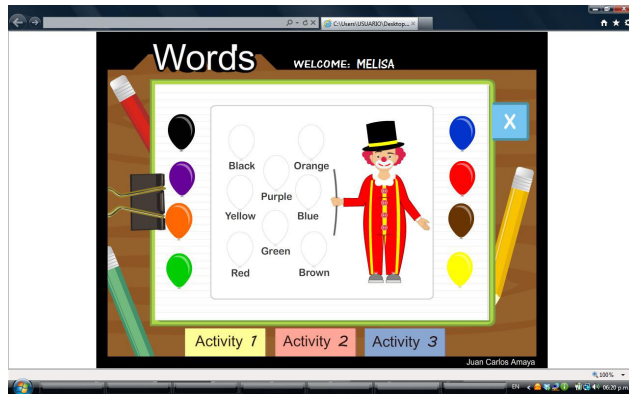 C:\Users\USUARIO\Desktop...
Words
WELCOME: MELISA
X
Black
Orange
Purple
Yellow
Blue
Green
Red
Brown
Activity 1
Activity 2
Activity 3
Juan Carlos Amaya
100%
EN
06:20 p.m.